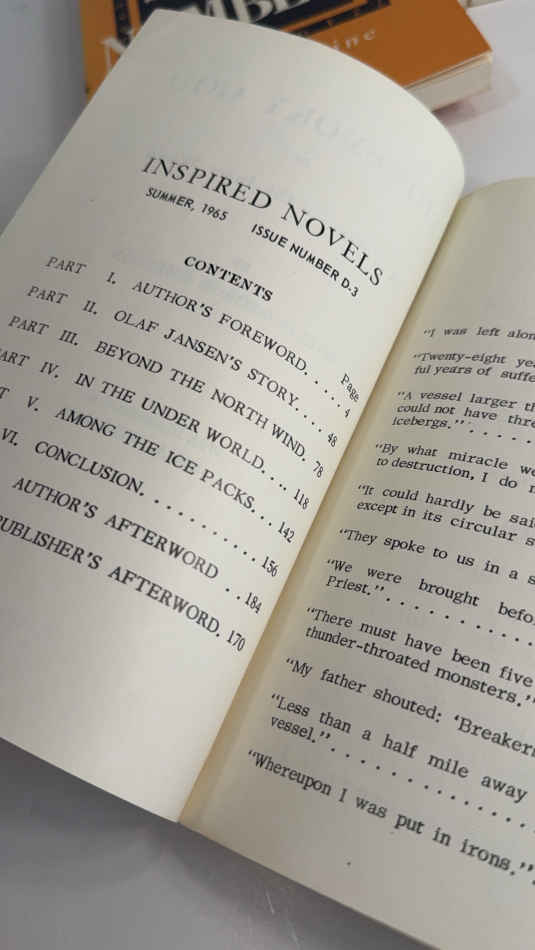 ine
INSPIRED NOVELS
SUMMER, 1965 ISSUE NUMBER D-3
CONTENTS
Page
PART I. AUTHOR'S FOREWORD. . . . . 4
PART II. OLAF JANSEN'S STORY. . . . 48
PART III. BEYOND THE NORTH WIND. 78
ART IV. IN THE UNDER WORLD. . . . 118
T V. AMONG THE ICE PACKS. . . 142
VI. CONCLUSION. . . . . . . . . . . . 156
AUTHOR'S AFTERWORD . . 184
PUBLISHER'S AFTERWORD. 170
"I was left alon
"Twenty-eight yea
ful years of suffe
"A vessel larger th
could not have thre
icebergs." . . . . .
"By what miracle we
to destruction, I do n
"It could hardly be said
except in its circular s
"They spoke to us in a s
"We were brought befo
Priest." . . . . . . . . . . .
"There must have been five
thunder-throated monsters."
"My father shouted: 'Breakers
"Less than a half mile away
vessel." . . . . . . . . . . . . . .
"Whereupon I was put in irons." .